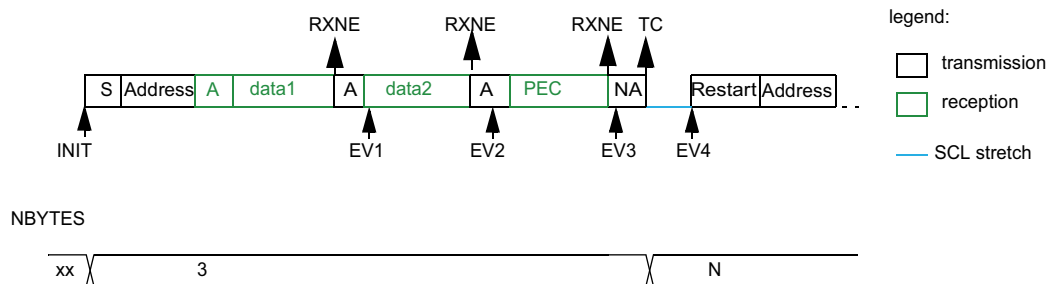 legend:
RXNE RXNE RXNE TC
transmission
S Address A data1 A data2 A PEC NA Restart Address
reception
INIT EV1 EV2 EV3 EV4
SCL stretch
NBYTES
xx 3 N